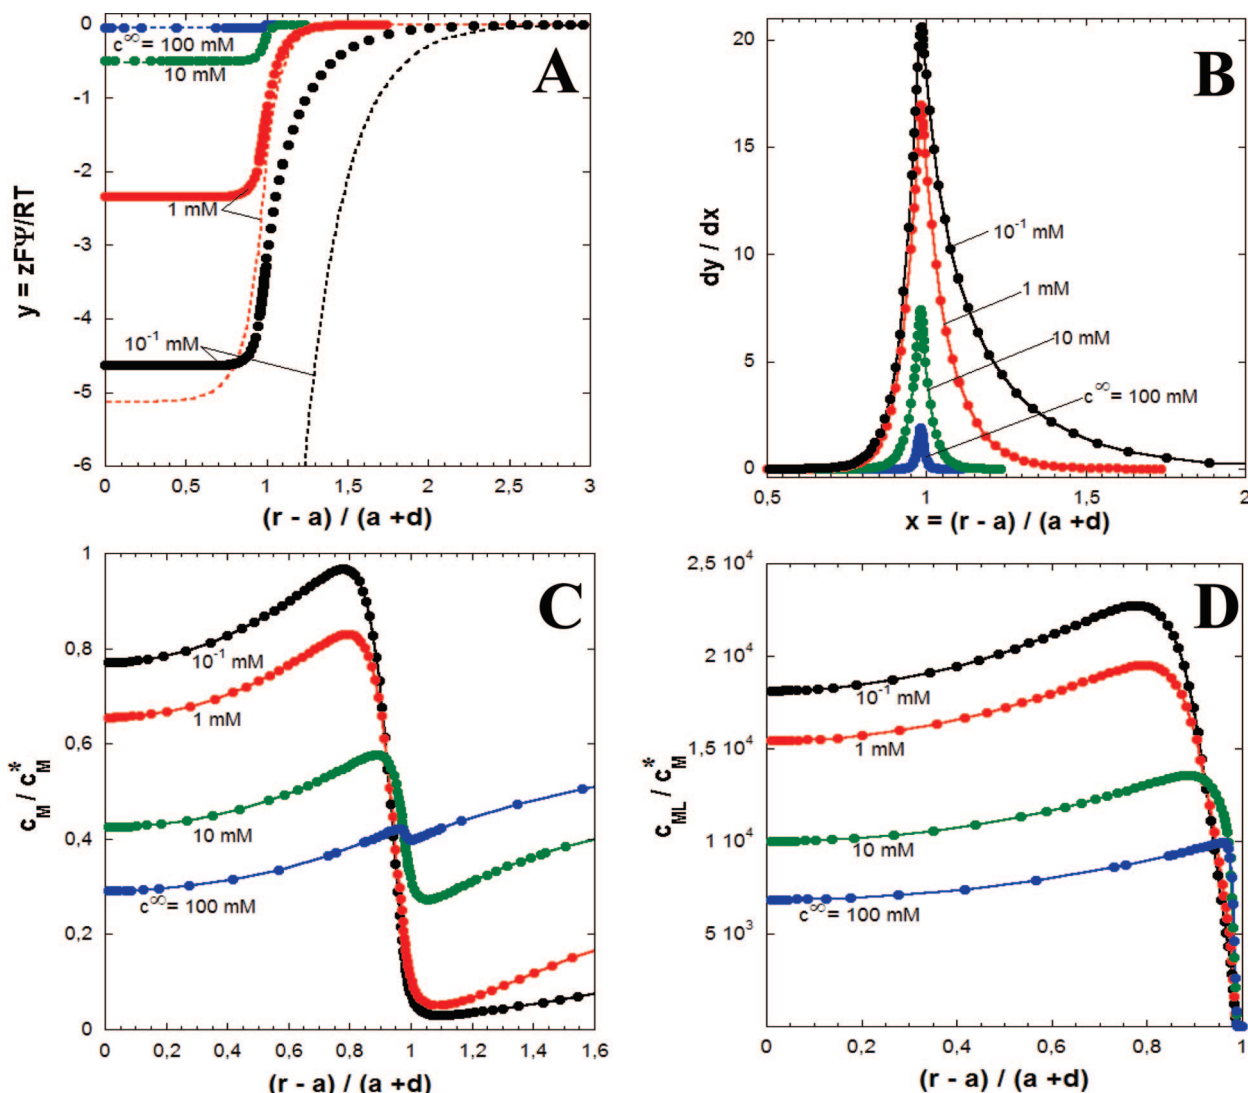 A
y = zFΨ/RT
0
-1
-2
-3
-4
-5
-6
c∞= 100 mM
10 mM
1 mM
10⁻¹ mM
0
0,5
1
1,5
2
2,5
3
(r - a) / (a +d)
B
dy / dx
20
15
10
5
0
10⁻¹ mM
1 mM
10 mM
c∞= 100 mM
0,5
1
1,5
2
x = (r - a) / (a +d)
C
c_M / c*_M
1
0,8
0,6
0,4
0,2
0
10⁻¹ mM
1 mM
10 mM
c∞= 100 mM
0
0,2
0,4
0,6
0,8
1
1,2
1,4
1,6
(r - a) / (a +d)
D
c_ML / c*_M
2,5 10⁴
2 10⁴
1,5 10⁴
1 10⁴
5 10³
10⁻¹ mM
1 mM
10 mM
c∞= 100 mM
0
0,2
0,4
0,6
0,8
1
(r - a) / (a +d)